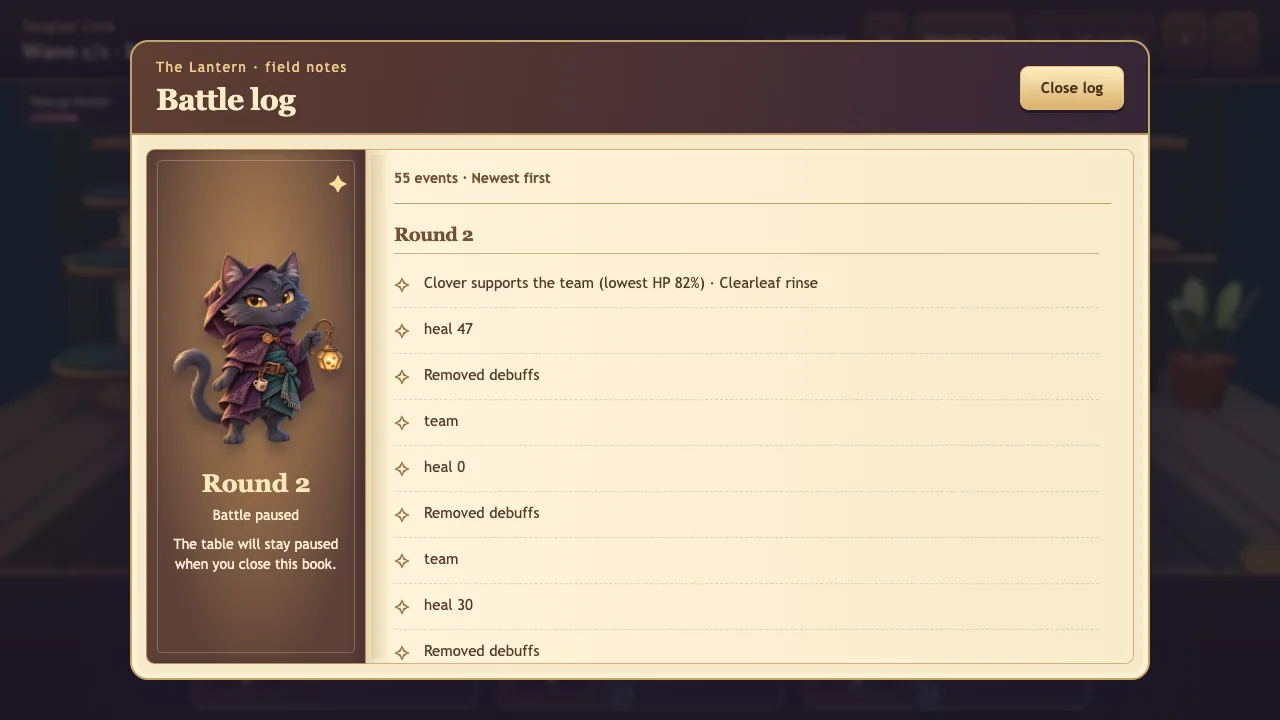 The Lantern · field notes
Battle log
Close log
Round 2
Battle paused
The table will stay paused
when you close this book.
55 events · Newest first
Round 2
Clover supports the team (lowest HP 82%) · Clearleaf rinse
heal 47
Removed debuffs
team
heal 0
Removed debuffs
team
heal 30
Removed debuffs